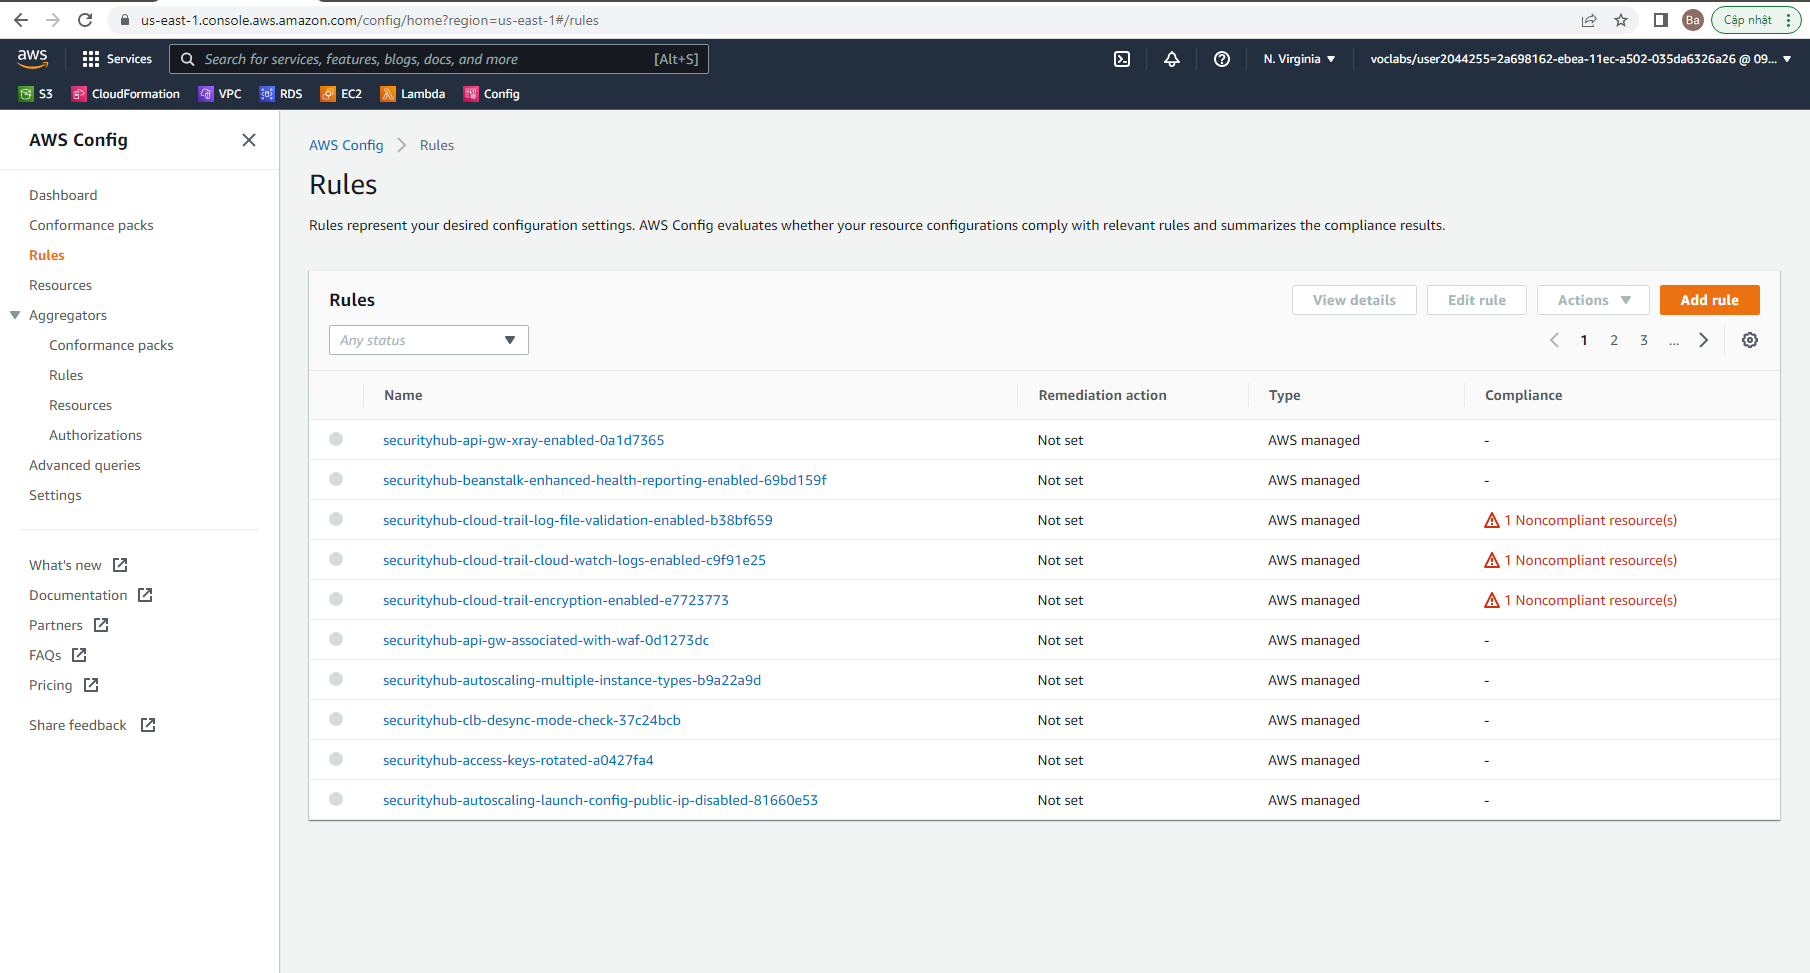 us-east-1.console.aws.amazon.com/config/home?region=us-east-1#/rules
Ba
Cập nhật
aws
Services
Search for services, features, blogs, docs, and more
[Alt+S]
N. Virginia
voclabs/user2044255=2a698162-ebea-11ec-a502-035da6326a26 @ 09...
S3
CloudFormation
VPC
RDS
EC2
Lambda
Config
AWS Config
Dashboard
Conformance packs
Rules
Resources
Aggregators
Conformance packs
Rules
Resources
Authorizations
Advanced queries
Settings
What's new
Documentation
Partners
FAQs
Pricing
Share feedback
AWS Config > Rules
Rules
Rules represent your desired configuration settings. AWS Config evaluates whether your resource configurations comply with relevant rules and summarizes the compliance results.
Rules
View details
Edit rule
Actions
Add rule
Any status
1 2 3 ...
Name Remediation action Type Compliance
securityhub-api-gw-xray-enabled-0a1d7365 Not set AWS managed -
securityhub-beanstalk-enhanced-health-reporting-enabled-69bd159f Not set AWS managed -
securityhub-cloud-trail-log-file-validation-enabled-b38bf659 Not set AWS managed 1 Noncompliant resource(s)
securityhub-cloud-trail-cloud-watch-logs-enabled-c9f91e25 Not set AWS managed 1 Noncompliant resource(s)
securityhub-cloud-trail-encryption-enabled-e7723773 Not set AWS managed 1 Noncompliant resource(s)
securityhub-api-gw-associated-with-waf-0d1273dc Not set AWS managed -
securityhub-autoscaling-multiple-instance-types-b9a22a9d Not set AWS managed -
securityhub-clb-desync-mode-check-37c24bcb Not set AWS managed -
securityhub-access-keys-rotated-a0427fa4 Not set AWS managed -
securityhub-autoscaling-launch-config-public-ip-disabled-81660e53 Not set AWS managed -